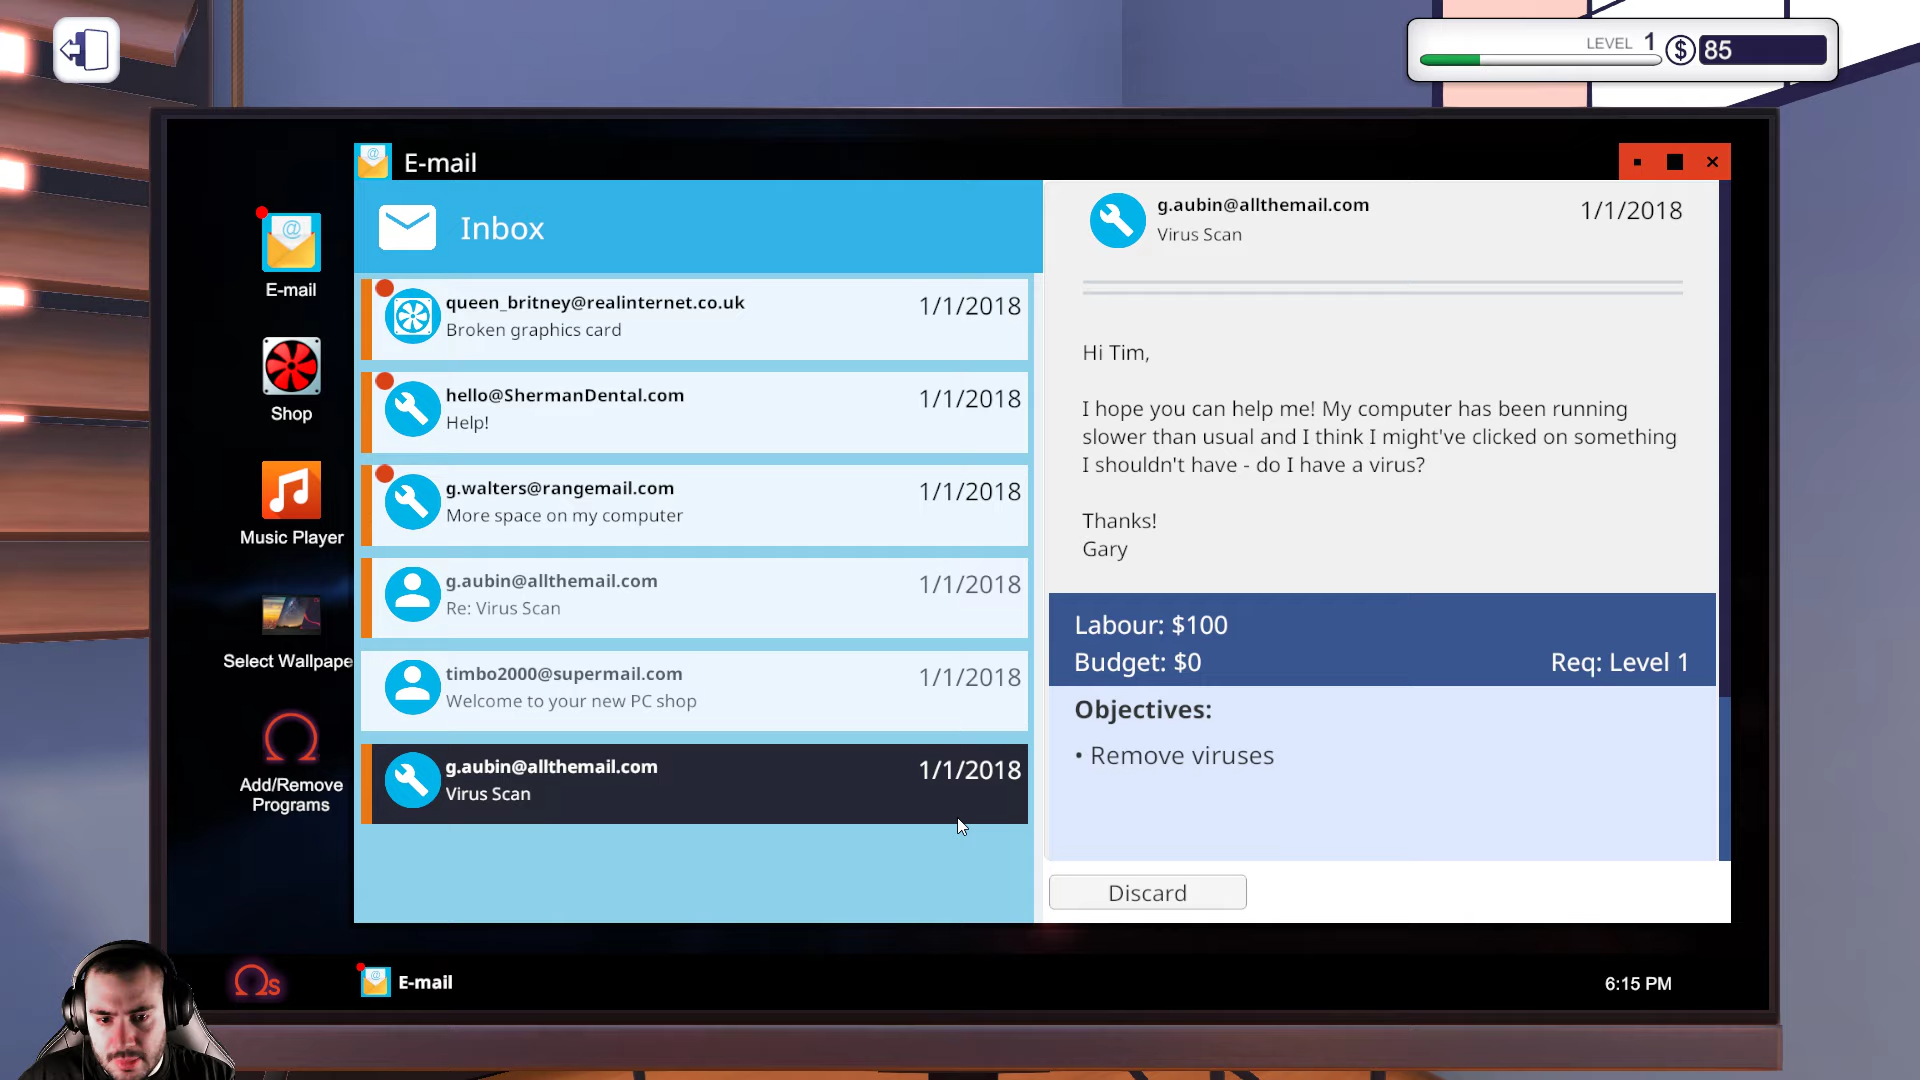 LEVEL 1
$ 85
E-mail
Inbox
queen_britney@realinternet.co.uk 1/1/2018
Broken graphics card
hello@ShermanDental.com 1/1/2018
Help!
g.walters@rangemail.com 1/1/2018
More space on my computer
g.aubin@allthemail.com 1/1/2018
Re: Virus Scan
timbo2000@supermail.com 1/1/2018
Welcome to your new PC shop
g.aubin@allthemail.com 1/1/2018
Virus Scan
g.aubin@allthemail.com 1/1/2018
Virus Scan
Hi Tim,
I hope you can help me! My computer has been running
slower than usual and I think I might've clicked on something
I shouldn't have - do I have a virus?
Thanks!
Gary
Labour: $100
Budget: $0 Req: Level 1
Objectives:
• Remove viruses
Discard
E-mail
Shop
Music Player
Select Wallpape
Add/Remove
Programs
Ωs
E-mail
6:15 PM